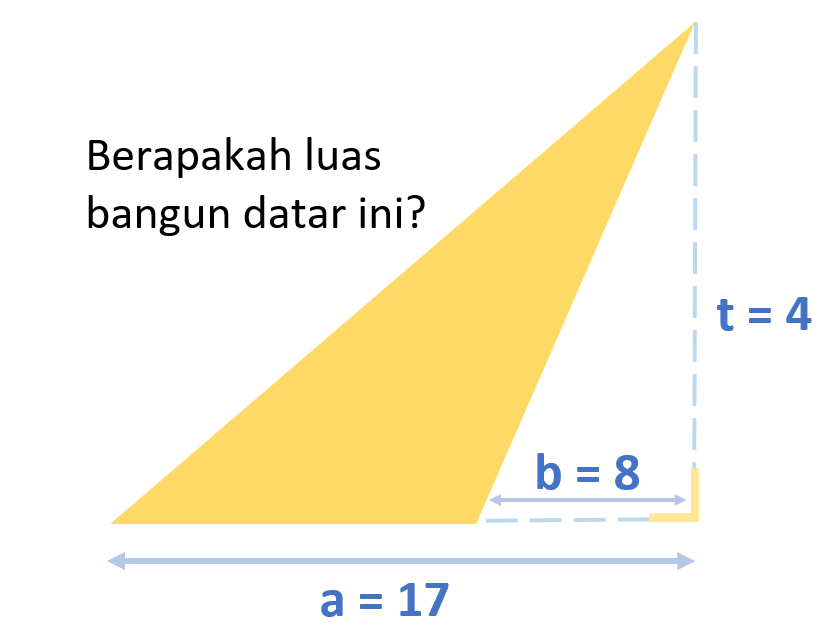 Berapakah luas
bangun datar ini?
t = 4
b = 8
a = 17